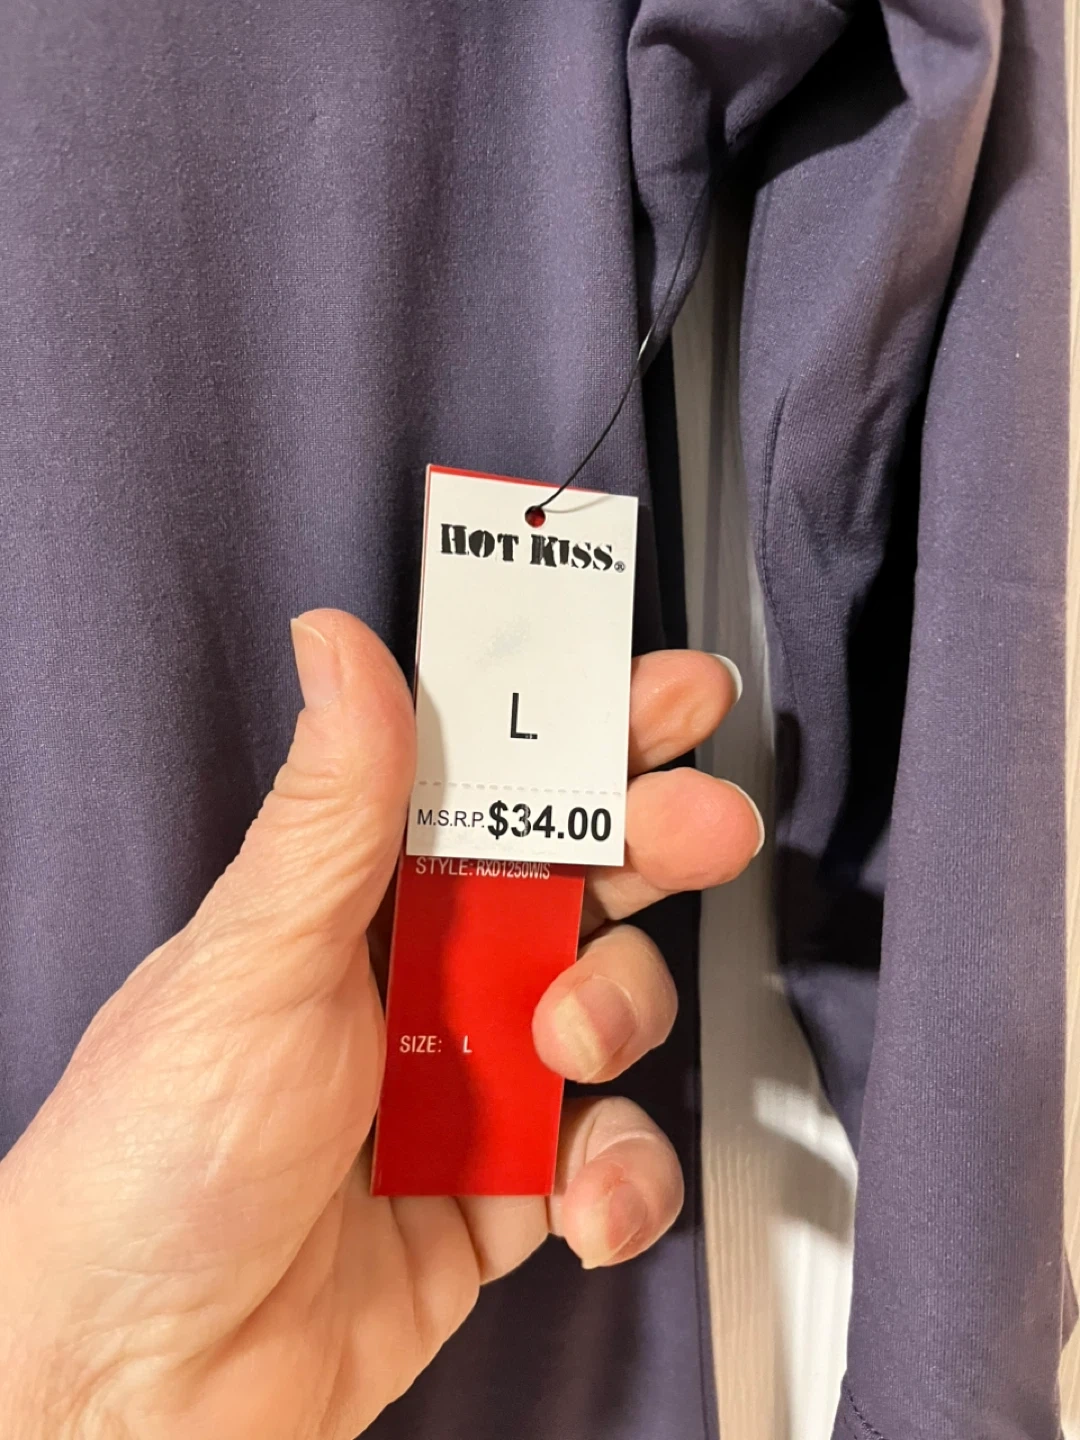 HOT KISS®
L
M.S.R.P. $34.00
STYLE: RXD1250WIS
SIZE: L